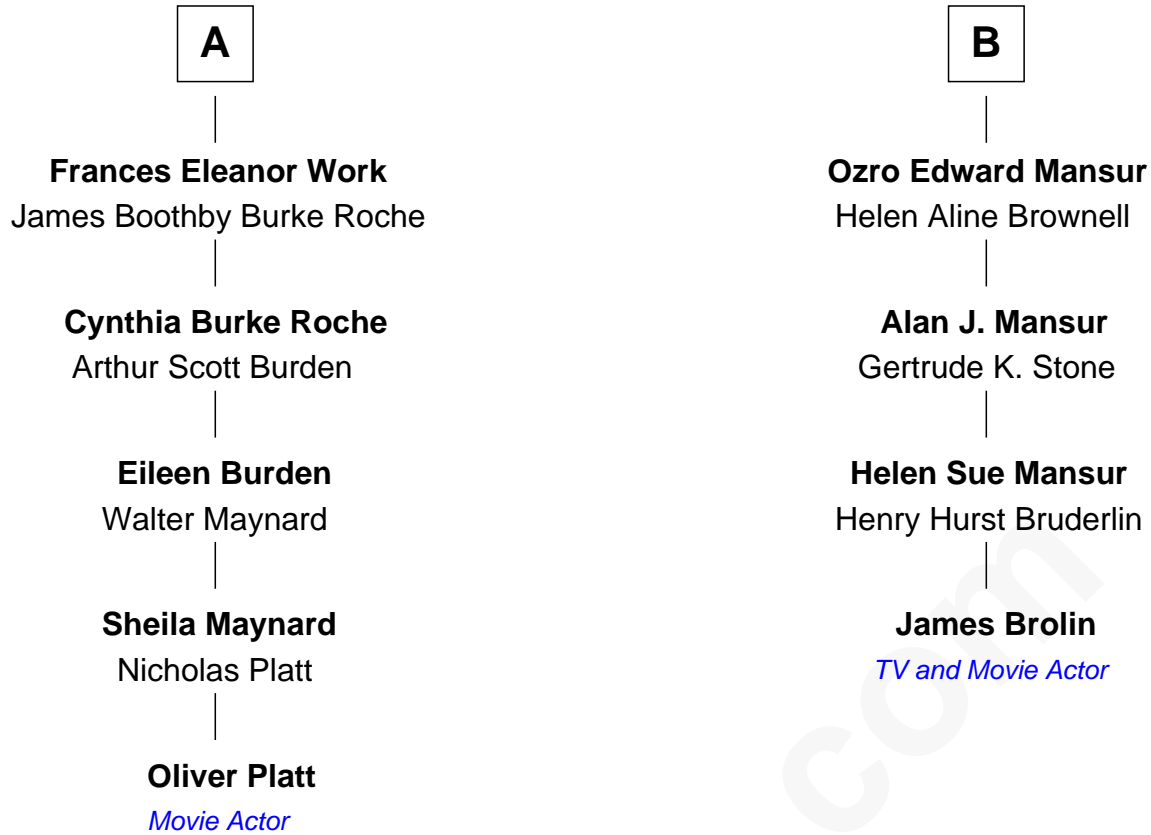 A
Frances Eleanor Work
James Boothby Burke Roche
Cynthia Burke Roche
Arthur Scott Burden
Eileen Burden
Walter Maynard
Sheila Maynard
Nicholas Platt
Oliver Platt
Movie Actor
B
Ozro Edward Mansur
Helen Aline Brownell
Alan J. Mansur
Gertrude K. Stone
Helen Sue Mansur
Henry Hurst Bruderlin
James Brolin
TV and Movie Actor
com